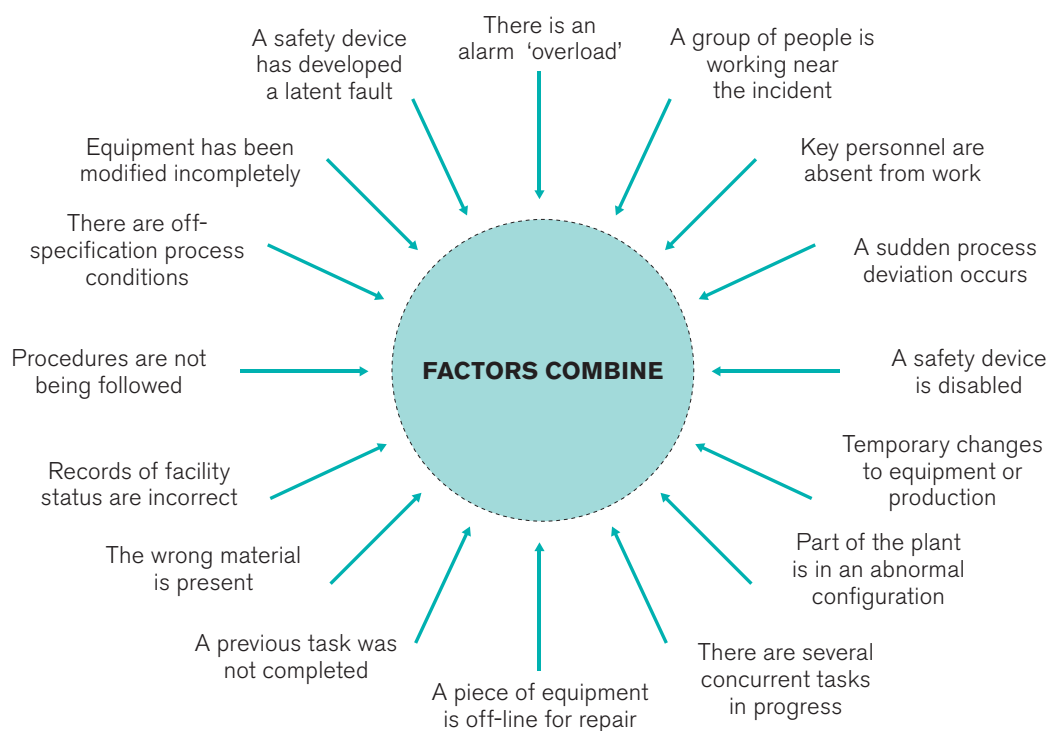 There is an
alarm ‘overload’
A group of people is
working near
the incident
Key personnel are
absent from work
A sudden process
deviation occurs
A safety device
is disabled
Temporary changes
to equipment or
production
Part of the plant
is in an abnormal
configuration
There are several
concurrent tasks
in progress
A piece of equipment
is off-line for repair
A previous task was
not completed
The wrong material
is present
Records of facility
status are incorrect
Procedures are not
being followed
There are off-
specification process
conditions
Equipment has been
modified incompletely
A safety device
has developed
a latent fault
FACTORS COMBINE